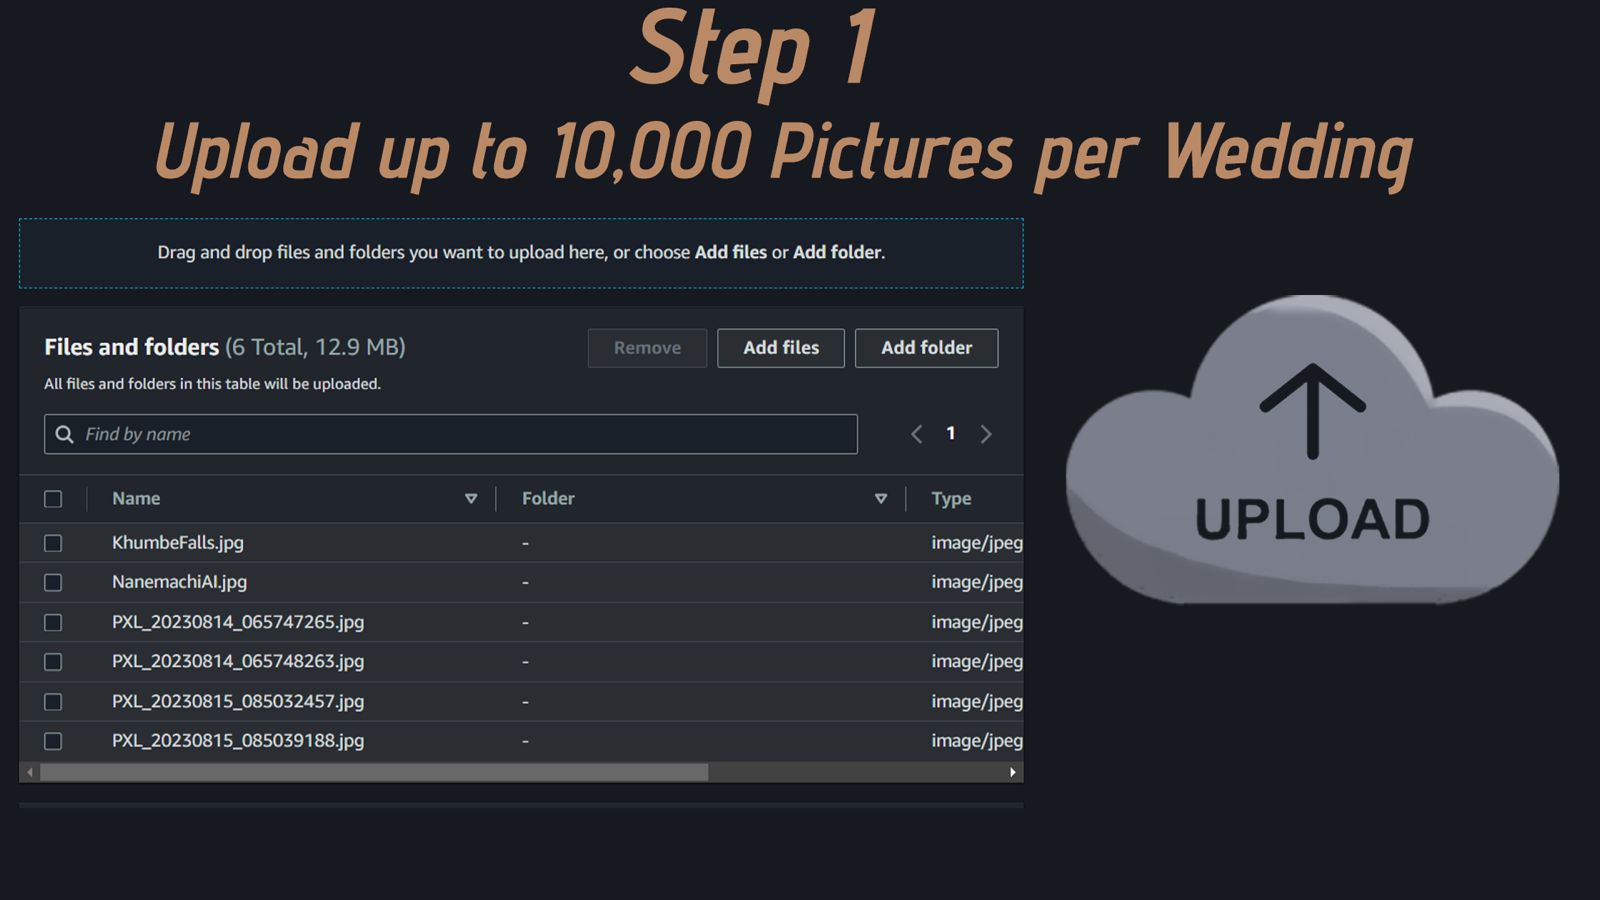 Step 1
Upload up to 10,000 Pictures per Wedding
Drag and drop files and folders you want to upload here, or choose Add files or Add folder.
Files and folders (6 Total, 12.9 MB)
Remove
Add files
Add folder
All files and folders in this table will be uploaded.
Find by name
1
Name
Folder
Type
KhumbeFalls.jpg - image/jpeg
NanemachiAI.jpg - image/jpeg
PXL_20230814_065747265.jpg - image/jpeg
PXL_20230814_065748263.jpg - image/jpeg
PXL_20230815_085032457.jpg - image/jpeg
PXL_20230815_085039188.jpg - image/jpeg
UPLOAD